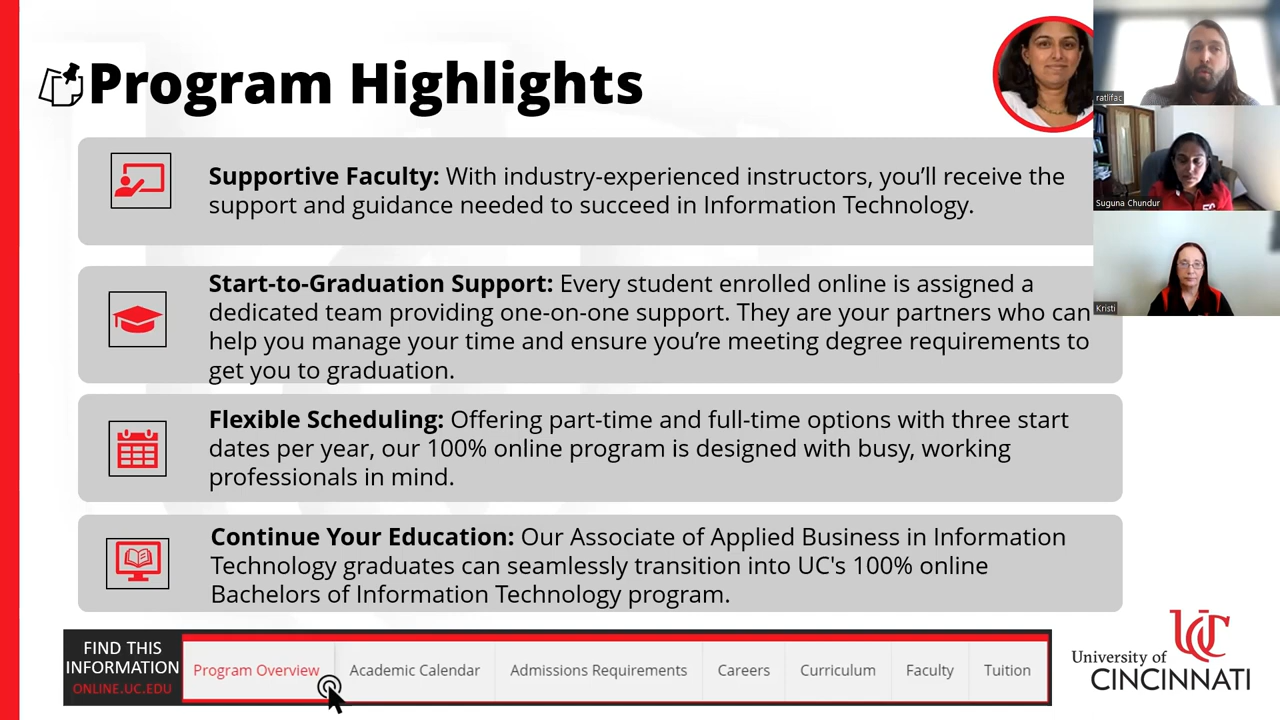 Program Highlights
ratlifac
Supportive Faculty: With industry-experienced instructors, you’ll receive the
support and guidance needed to succeed in Information Technology.
Suguna Chundur
Start-to-Graduation Support: Every student enrolled online is assigned a
dedicated team providing one-on-one support. They are your partners who can
help you manage your time and ensure you’re meeting degree requirements to
get you to graduation.
Kristi
Flexible Scheduling: Offering part-time and full-time options with three start
dates per year, our 100% online program is designed with busy, working
professionals in mind.
Continue Your Education: Our Associate of Applied Business in Information
Technology graduates can seamlessly transition into UC's 100% online
Bachelors of Information Technology program.
FIND THIS
INFORMATION
ONLINE.UC.EDU
Program Overview Academic Calendar Admissions Requirements Careers Curriculum Faculty Tuition
UC
University of
CINCINNATI